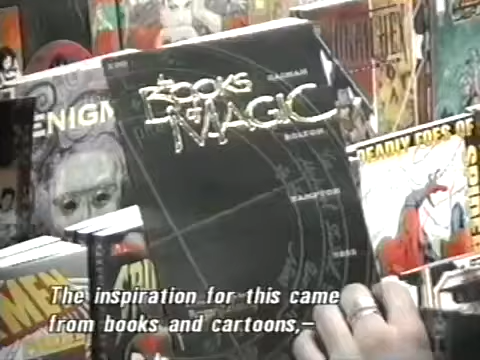 BOOKS
of
MAGIC
GAIMAN
BOLTON
HAMPTON
VESS
ENIGM
DEADLY FOES OF
MEN
The inspiration for this came
from books and cartoons,—